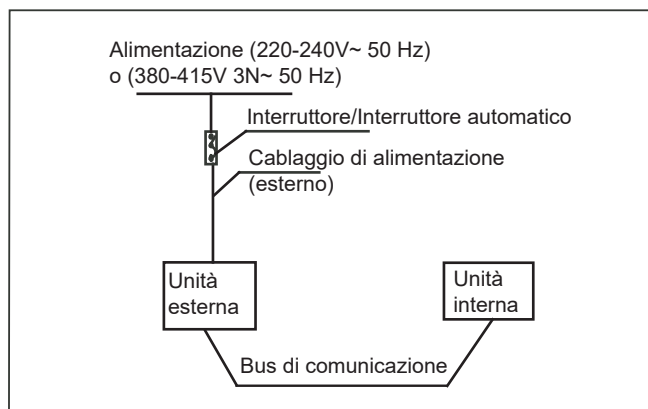 Alimentazione (220-240V~ 50 Hz)
o (380-415V 3N~ 50 Hz)
Interruttore/Interruttore automatico
Cablaggio di alimentazione
(esterno)
Unità
esterna
Unità
interna
Bus di comunicazione